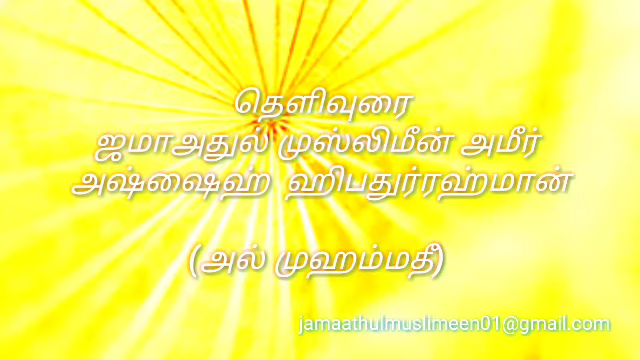 தெளிவுரை
ஜமாஅதுல் முஸ்லிமீன் அமீர்
அஷ்ஷைஹ் ஹிபதுர்ரஹ்மான்
(அல் முஹம்மதீ)
jamaathulmuslimeen01@gmail.com